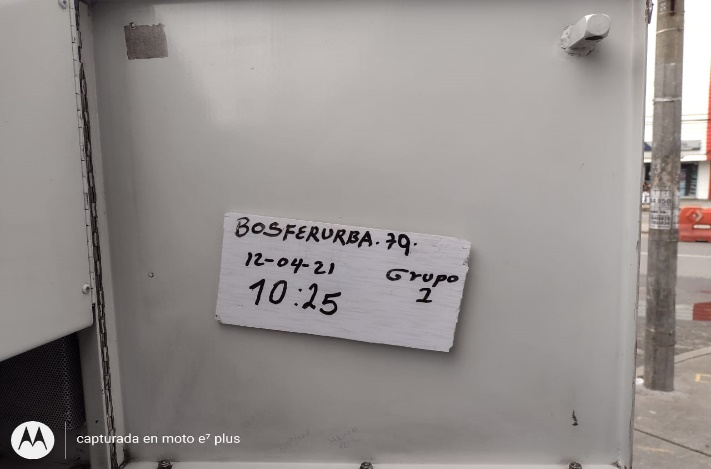 BOSFERURBA.79.
12-04-21
Grupo
1
10:25
capturada en moto e⁷ plus